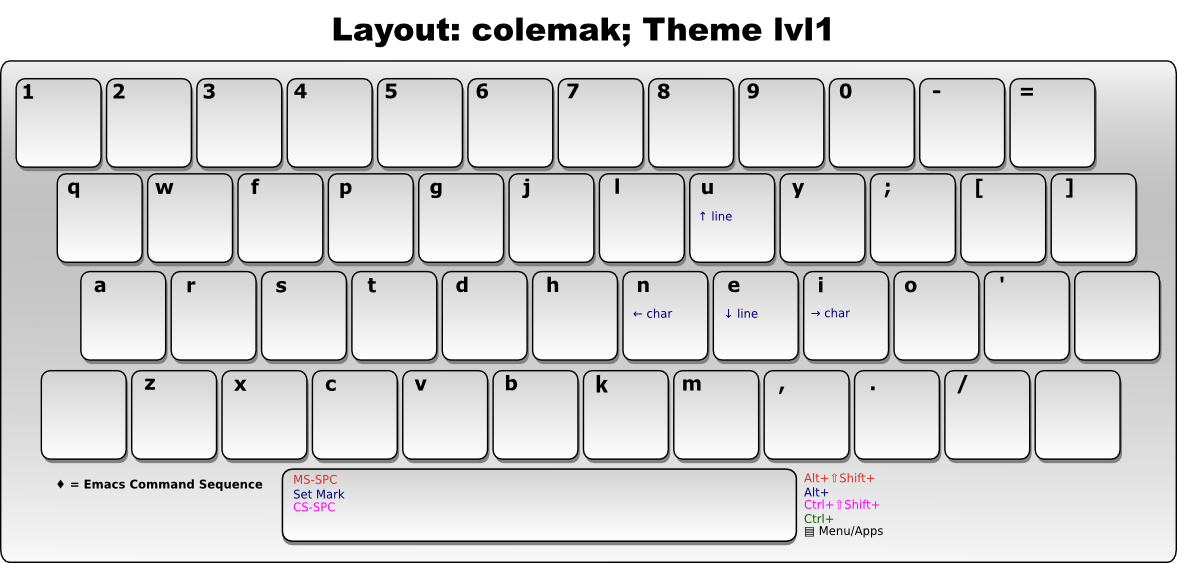 Layout: colemak; Theme lvl1
1 2 3 4 5 6 7 8 9 0 - =
q w f p g j l u y ; [ ]
↑ line
a r s t d h n e i o '
← char ↓ line → char
z x c v b k m , . /
♦ = Emacs Command Sequence
MS-SPC
Set Mark
CS-SPC
Alt+⇧Shift+
Alt+
Ctrl+⇧Shift+
Ctrl+
▤ Menu/Apps